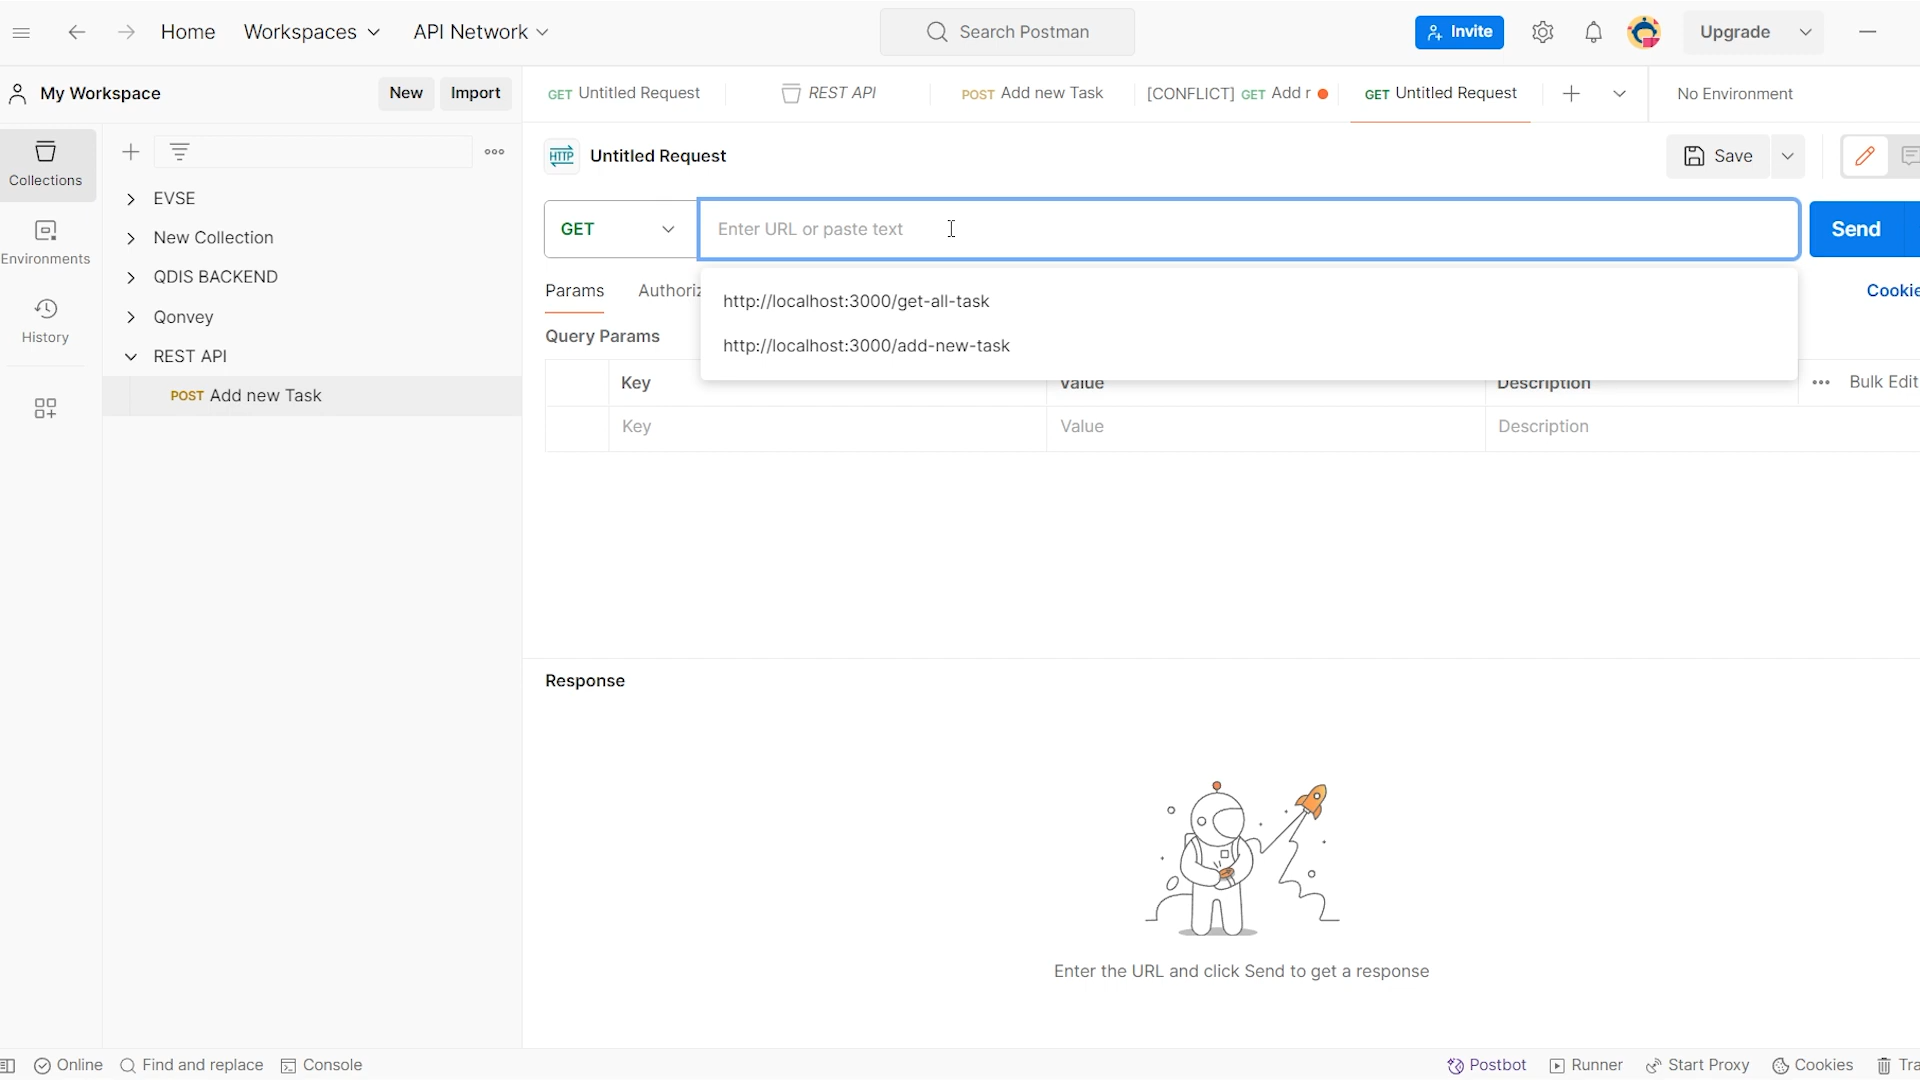 Home Workspaces API Network Search Postman Invite Upgrade
My Workspace New Import GET Untitled Request REST API POST Add new Task [CONFLICT] GET Add r GET Untitled Request No Environment
Collections
HTTP Untitled Request Save
EVSE
GET Enter URL or paste text Send
New Collection
Environments
QDIS BACKEND
Params Authoriz http://localhost:3000/get-all-task Cookie
History
Qonvey
Query Params http://localhost:3000/add-new-task
REST API
Key Value Description Bulk Edit
POST Add new Task
Key Value Description
Response
Enter the URL and click Send to get a response
Online Find and replace Console Postbot Runner Start Proxy Cookies Tra